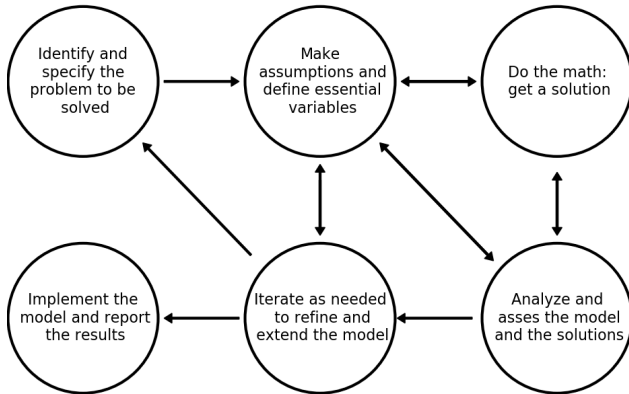 Identify and
specify the
problem to be
solved
Make
assumptions and
define essential
variables
Do the math:
get a solution
Implement the
model and report
the results
Iterate as needed
to refine and
extend the model
Analyze and
asses the model
and the solutions